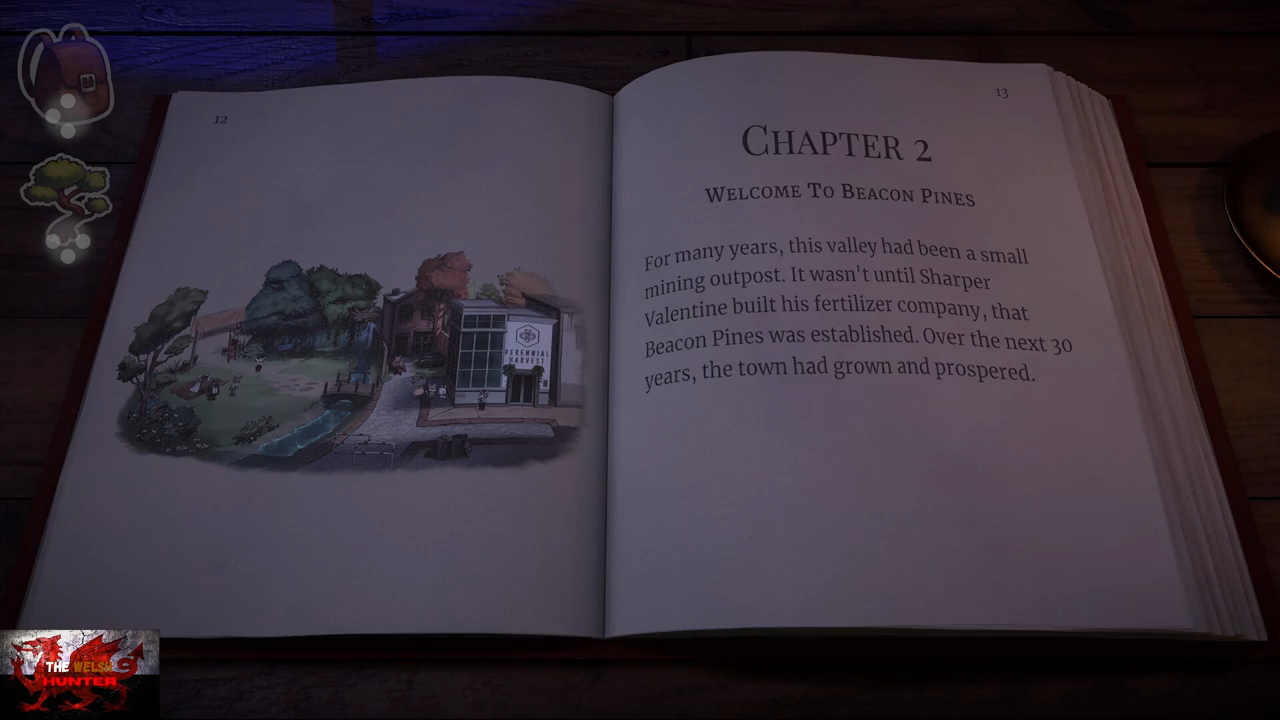 12
PERENNIAL
HARVEST
13
CHAPTER 2
WELCOME TO BEACON PINES
For many years, this valley had been a small
mining outpost. It wasn't until Sharper
Valentine built his fertilizer company, that
Beacon Pines was established. Over the next 30
years, the town had grown and prospered.
THE WELSH
HUNTER